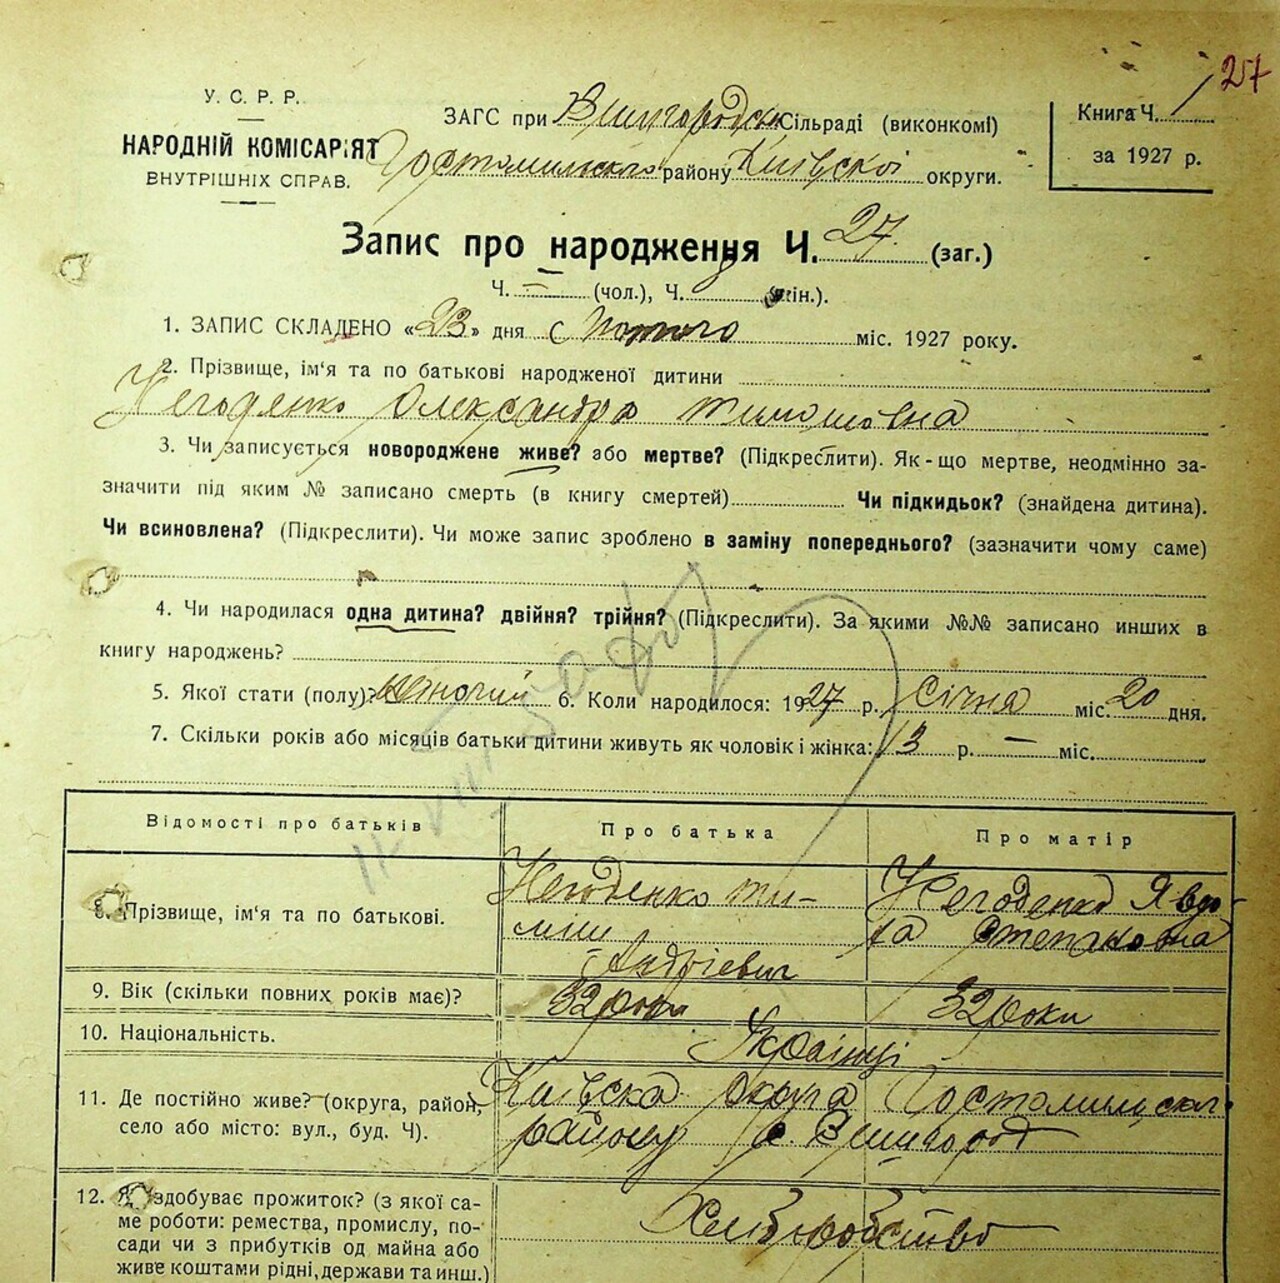 27
У. С. Р. Р.
НАРОДНІЙ КОМІСАРІЯТ
ВНУТРІШНІХ СПРАВ.
ЗАГС при Вишгородск Сільраді (виконкомі)
Гостомильского району Київскої округи.
Книга Ч.
за 1927 р.
Запис про народження Ч. 27 (заг.)
Ч. — (чол.), Ч. (жін.).
1. ЗАПИС СКЛАДЕНО «23» дня Лютого міс. 1927 року.
2. Прізвище, ім'я та по батькові народженої дитини
Негоденко Олександра Тимошовна
3. Чи записується новороджене живе? або мертве? (Підкреслити). Як-що мертве, неодмінно за-
значити під яким № записано смерть (в книгу смертей) Чи підкидьок? (знайдена дитина).
Чи всиновлена? (Підкреслити). Чи може запис зроблено в заміну попереднього? (зазначити чому саме)
4. Чи народилася одна дитина? двійня? трійня? (Підкреслити). За якими №№ записано инших в
книгу народжень?
5. Якої стати (полу)? жіночий 6. Коли народилося: 1927 р. Січня міс. 20 дня.
7. Скільки років або місяців батьки дитини живуть як чоловік і жінка: 13 р. — міс.
Відомості про батьків Про батька Про матір
8. Прізвище, ім'я та по батькові.
Негоденко Ти-
міш
Андрієвич
Негоденко Явдо-
ха Степановна
9. Вік (скільки повних років має)? 32 роки 32 роки
10. Національність. Українці
11. Де постійно живе? (округа, район, Київска округа Гостомильскаг
село або місто: вул., буд. Ч). району с. Вишгород
12. Як здобуває прожиток? (з якої са- Хліборобство
ме роботи: ремества, промислу, по-
сади чи з прибутків од майна або
живе коштами рідні, держави та инш.)